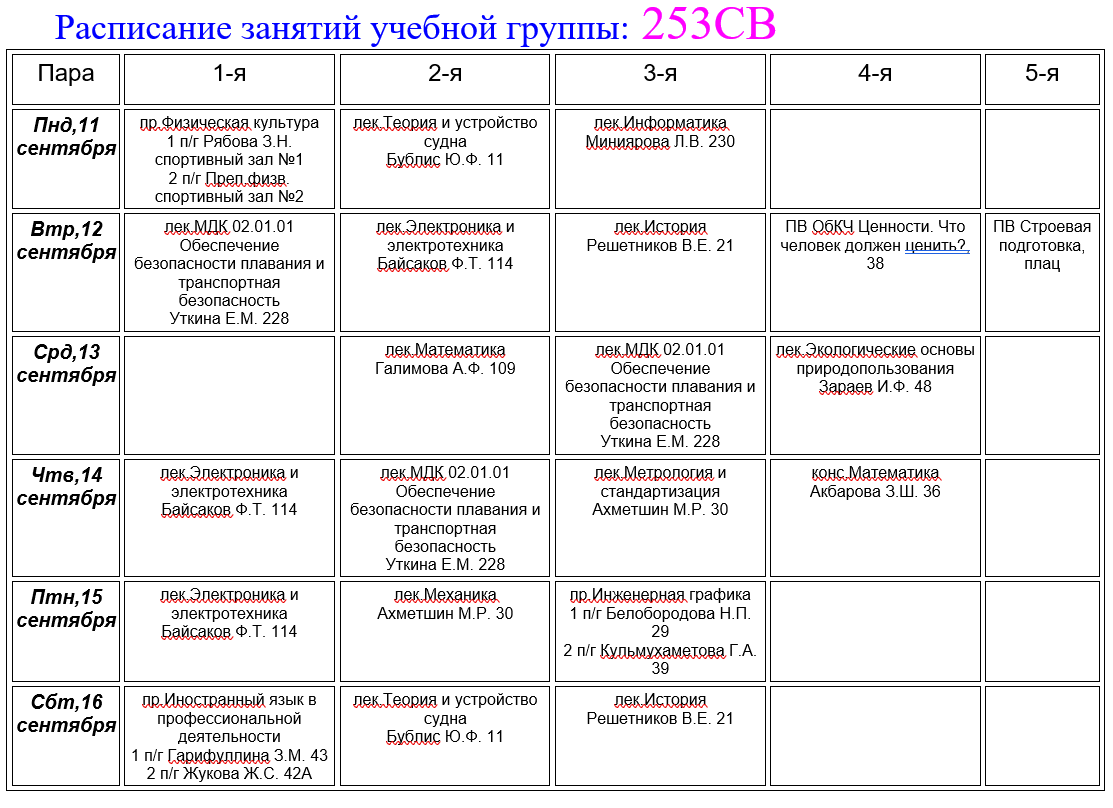 Расписание занятий учебной группы: 253СВ
Пара
1-я
2-я
3-я
4-я
5-я
Пнд,11
сентября
пр.Физическая культура
1 п/г Рябова З.Н.
спортивный зал №1
2 п/г Преп.физв.
спортивный зал №2
лек.Теория и устройство
судна
Бублис Ю.Ф. 11
лек.Информатика
Миниярова Л.В. 230
Втр,12
сентября
лек.МДК 02.01.01
Обеспечение
безопасности плавания и
транспортная
безопасность
Уткина Е.М. 228
лек.Электроника и
электротехника
Байсаков Ф.Т. 114
лек.История
Решетников В.Е. 21
ПВ ОбКЧ Ценности. Что
человек должен ценить?,
38
ПВ Строевая
подготовка,
плац
Срд,13
сентября
лек.Математика
Галимова А.Ф. 109
лек.МДК 02.01.01
Обеспечение
безопасности плавания и
транспортная
безопасность
Уткина Е.М. 228
лек.Экологические основы
природопользования
Зараев И.Ф. 48
Чтв,14
сентября
лек.Электроника и
электротехника
Байсаков Ф.Т. 114
лек.МДК 02.01.01
Обеспечение
безопасности плавания и
транспортная
безопасность
Уткина Е.М. 228
лек.Метрология и
стандартизация
Ахметшин М.Р. 30
конс.Математика
Акбарова З.Ш. 36
Птн,15
сентября
лек.Электроника и
электротехника
Байсаков Ф.Т. 114
лек.Механика
Ахметшин М.Р. 30
пр.Инженерная графика
1 п/г Белобородова Н.П.
29
2 п/г Кульмухаметова Г.А.
39
Сбт,16
сентября
пр.Иностранный язык в
профессиональной
деятельности
1 п/г Гарифуллина З.М. 43
2 п/г Жукова Ж.С. 42А
лек.Теория и устройство
судна
Бублис Ю.Ф. 11
лек.История
Решетников В.Е. 21